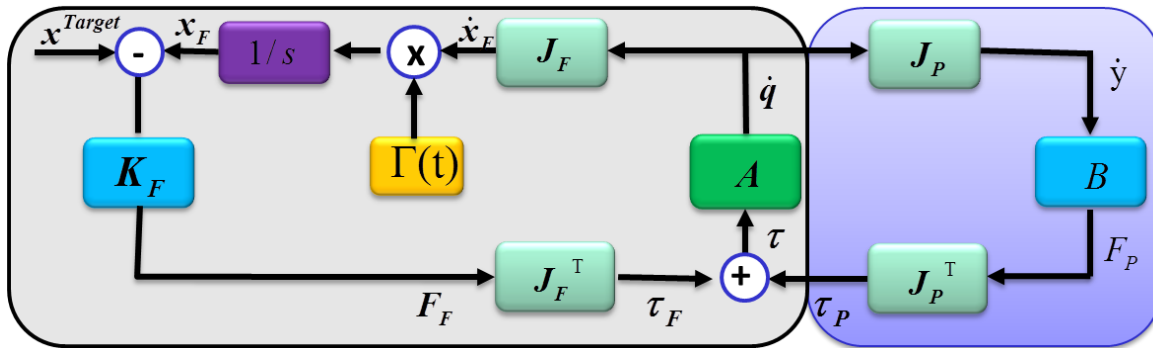 x^Target
-
x_F
1/s
x
ẋ_F
J_F
J_P
ẏ
q̇
K_F
Γ(t)
A
B
τ
F_P
F_F
J_F^T
τ_F
+
τ_P
J_P^T